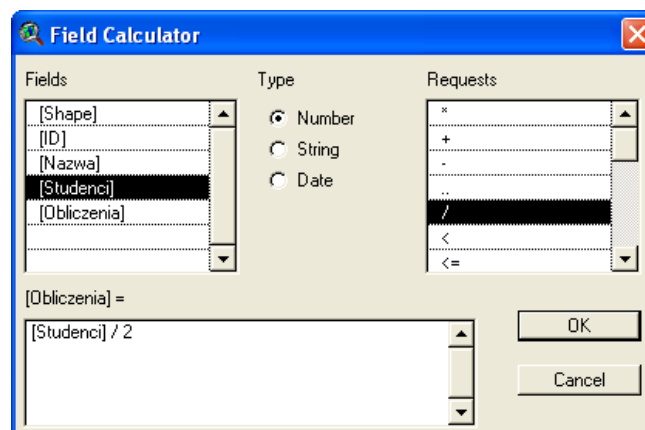 Field Calculator
Fields
Type
Requests
[Shape]
[ID]
[Nazwa]
[Studenci]
[Obliczenia]
Number
String
Date
*
+
-
..
/
<
<=
[Obliczenia] =
[Studenci] / 2
OK
Cancel